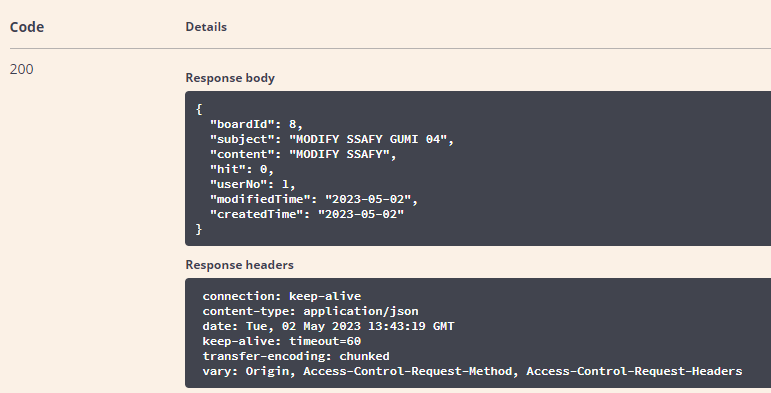 Code Details
200
Response body
{
  "boardId": 8,
  "subject": "MODIFY SSAFY GUMI 04",
  "content": "MODIFY SSAFY",
  "hit": 0,
  "userNo": 1,
  "modifiedTime": "2023-05-02",
  "createdTime": "2023-05-02"
}
Response headers
connection: keep-alive
content-type: application/json
date: Tue, 02 May 2023 13:43:19 GMT
keep-alive: timeout=60
transfer-encoding: chunked
vary: Origin, Access-Control-Request-Method, Access-Control-Request-Headers